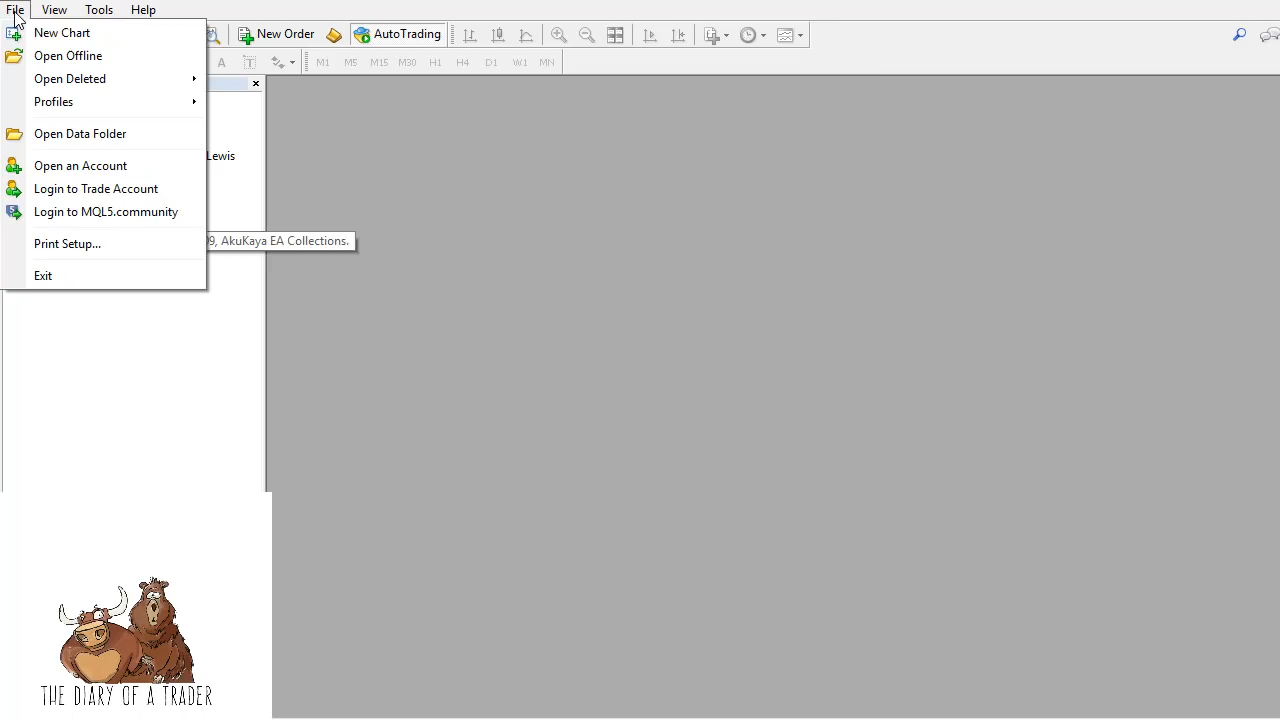 File View Tools Help
New Chart
Open Offline
Open Deleted
Profiles
Open Data Folder
Open an Account
Login to Trade Account
Login to MQL5.community
Print Setup...
Exit
New Order AutoTrading
A T M1 M5 M15 M30 H1 H4 D1 W1 MN
Lewis
9, AkuKaya EA Collections.
THE DIARY OF A TRADER